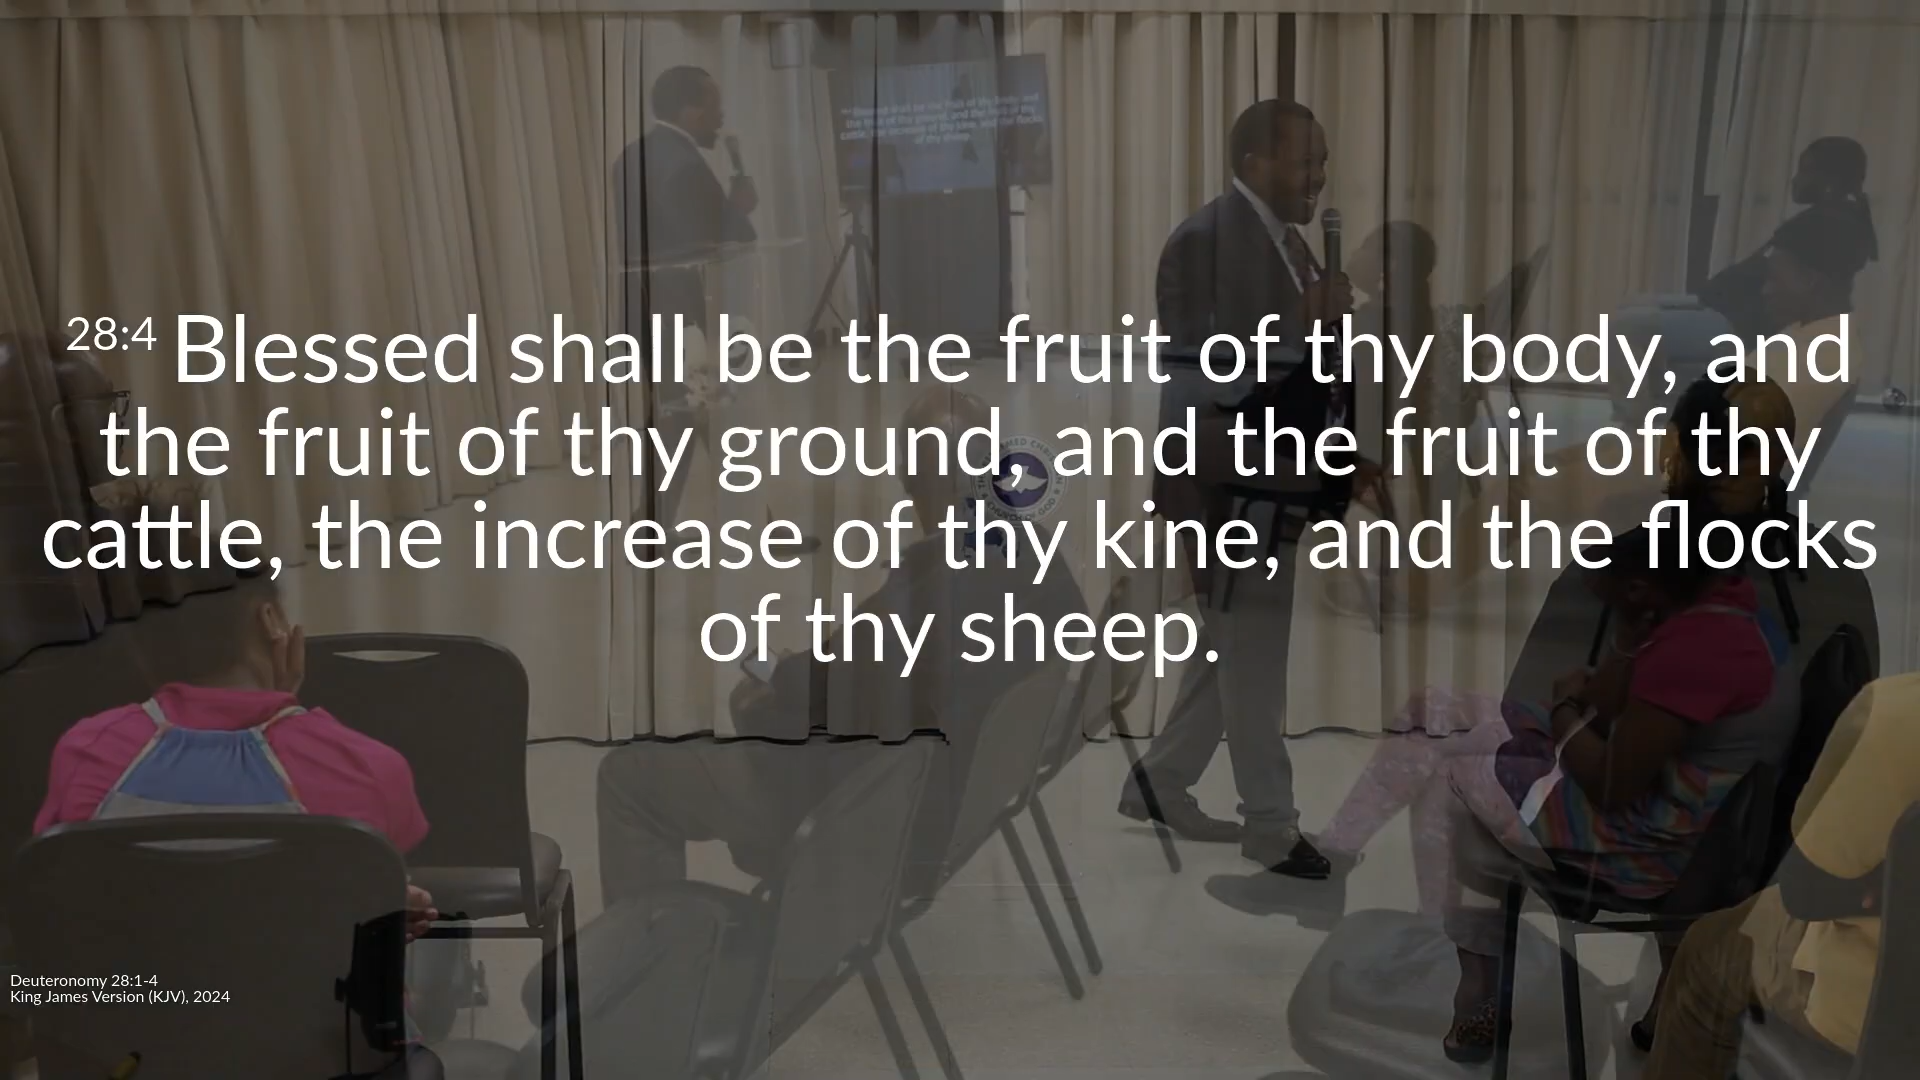 28:4 Blessed shall be the fruit of thy body, and
the fruit of thy ground, and the fruit of thy
cattle, the increase of thy kine, and the flocks
of thy sheep.
Deuteronomy 28:1-4
King James Version (KJV), 2024